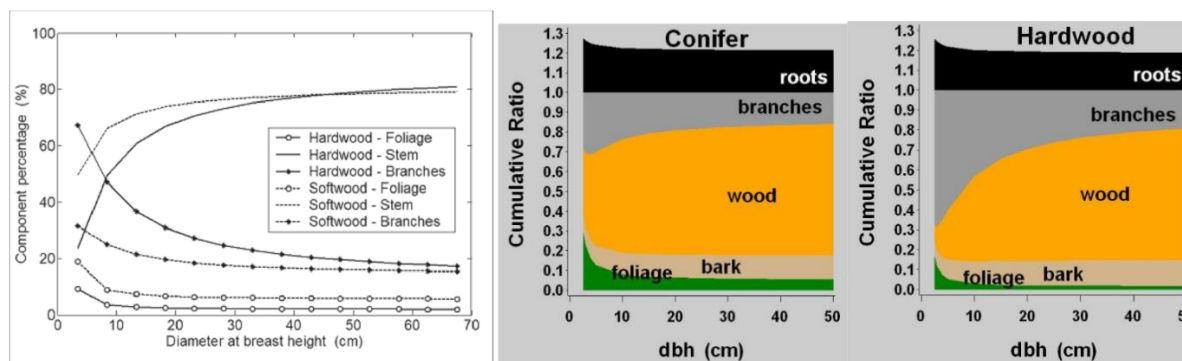 Component percentage (%)
100
80
60
40
20
0
Hardwood - Foliage
Hardwood - Stem
Hardwood - Branches
Softwood - Foliage
Softwood - Stem
Softwood - Branches
0 10 20 30 40 50 60 70
Diameter at breast height (cm)
Conifer
Cumulative Ratio
1.3
1.2
1.1
1.0
0.9
0.8
0.7
0.6
0.5
0.4
0.3
0.2
0.1
0.0
roots
branches
wood
bark
foliage
0 10 20 30 40 50
dbh (cm)
Hardwood
Cumulative Ratio
1.3
1.2
1.1
1.0
0.9
0.8
0.7
0.6
0.5
0.4
0.3
0.2
0.1
0.0
roots
branches
wood
bark
foliage
0 10 20 30 40
dbh (cm)